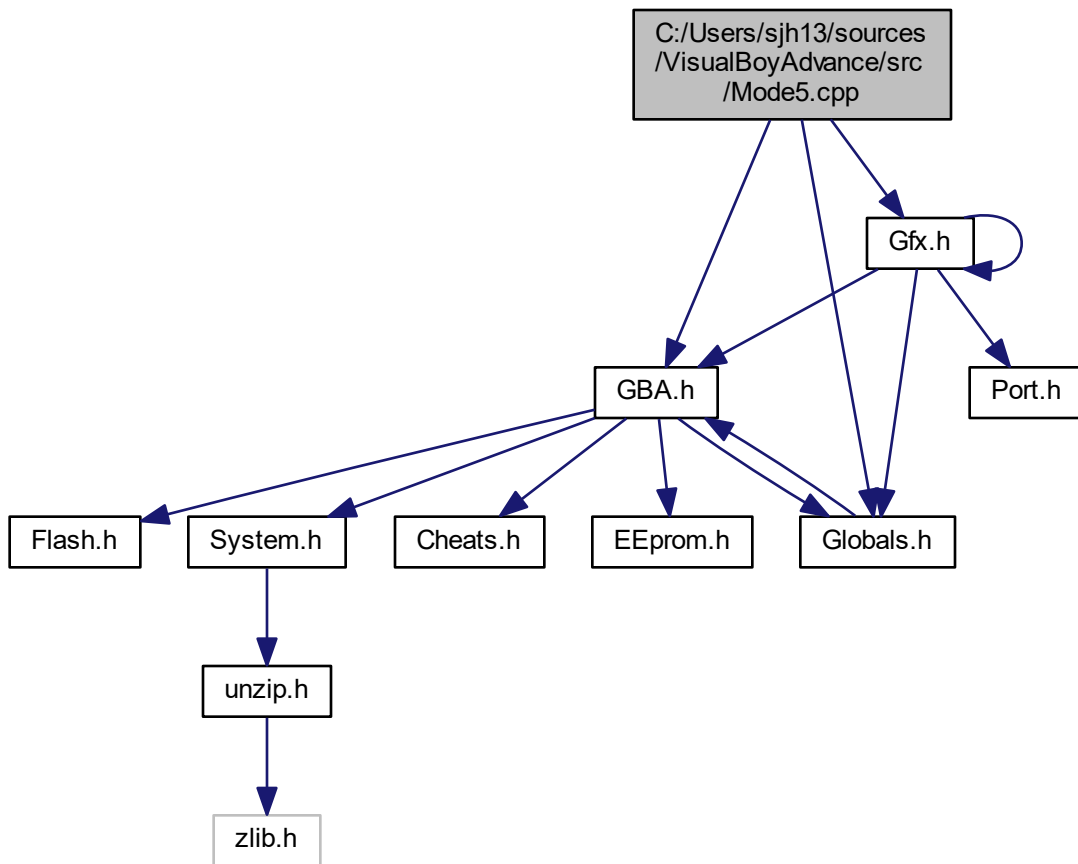 C:/Users/sjh13/sources
/VisualBoyAdvance/src
/Mode5.cpp
Gfx.h
GBA.h
Port.h
Flash.h
System.h
Cheats.h
EEprom.h
Globals.h
unzip.h
zlib.h